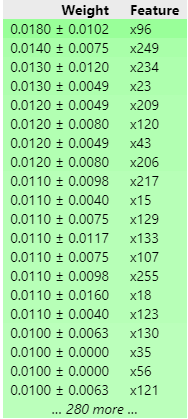 Weight Feature
0.0180 ± 0.0102 x96
0.0140 ± 0.0075 x249
0.0130 ± 0.0120 x234
0.0130 ± 0.0049 x23
0.0120 ± 0.0049 x209
0.0120 ± 0.0080 x120
0.0120 ± 0.0049 x43
0.0120 ± 0.0080 x206
0.0110 ± 0.0098 x217
0.0110 ± 0.0040 x15
0.0110 ± 0.0075 x129
0.0110 ± 0.0117 x133
0.0110 ± 0.0075 x107
0.0110 ± 0.0098 x255
0.0110 ± 0.0160 x18
0.0110 ± 0.0040 x123
0.0100 ± 0.0063 x130
0.0100 ± 0.0000 x35
0.0100 ± 0.0000 x56
0.0100 ± 0.0063 x121
… 280 more …